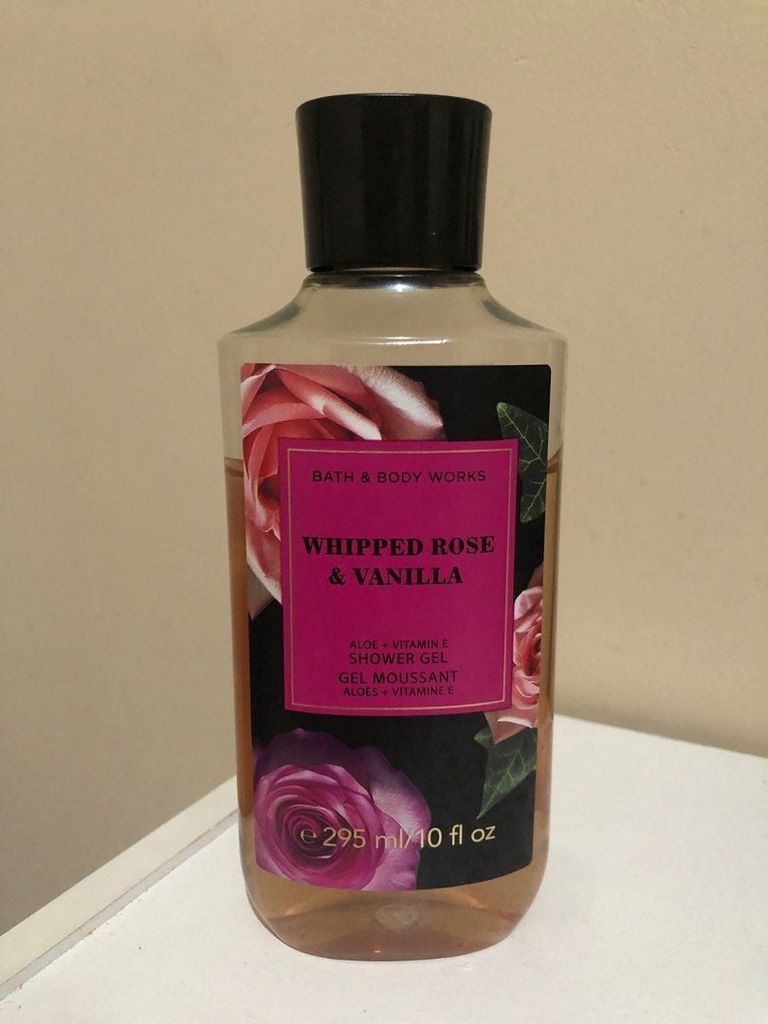 BATH & BODY WORKS
WHIPPED ROSE
& VANILLA
ALOE + VITAMIN E
SHOWER GEL
GEL MOUSSANT
ALOÈS + VITAMINE E
℮ 295 ml/10 fl oz